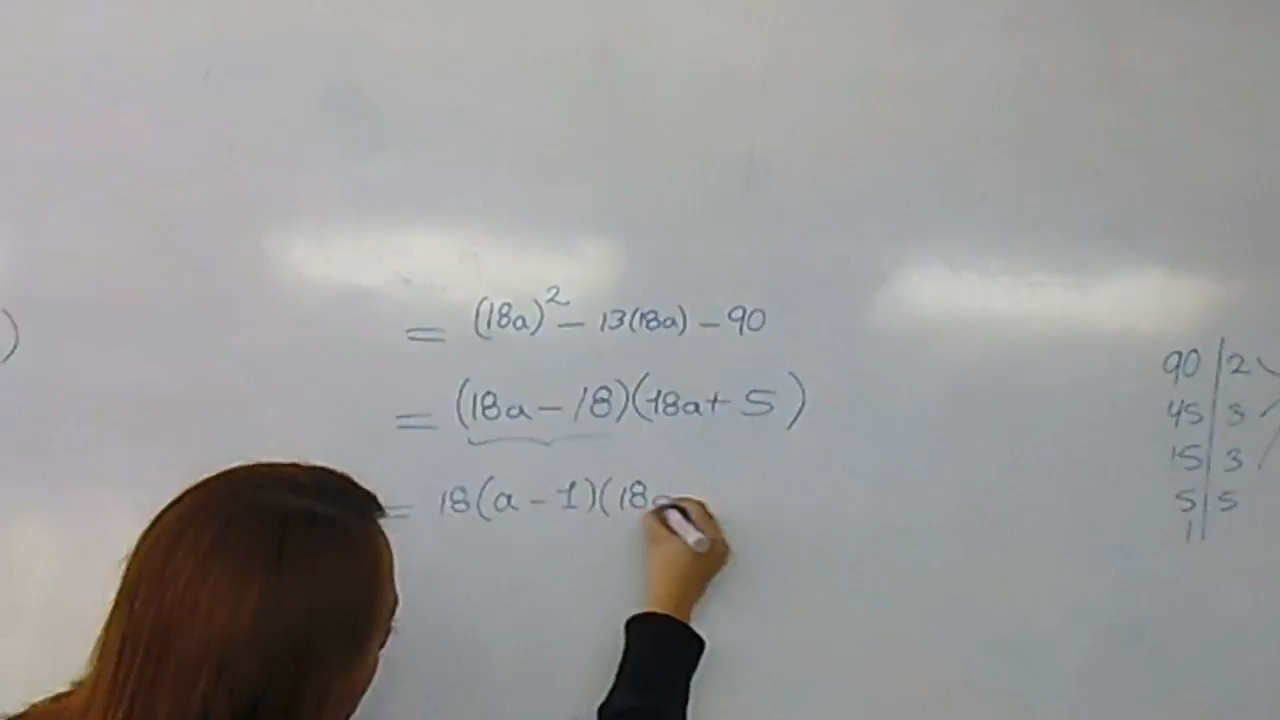 )
= (18a)² - 13(18a) - 90
= (18a - 18)(18a + 5)
= 18(a - 1)(18
90 | 2
45 | 3
15 | 3
5 | 5
1 |